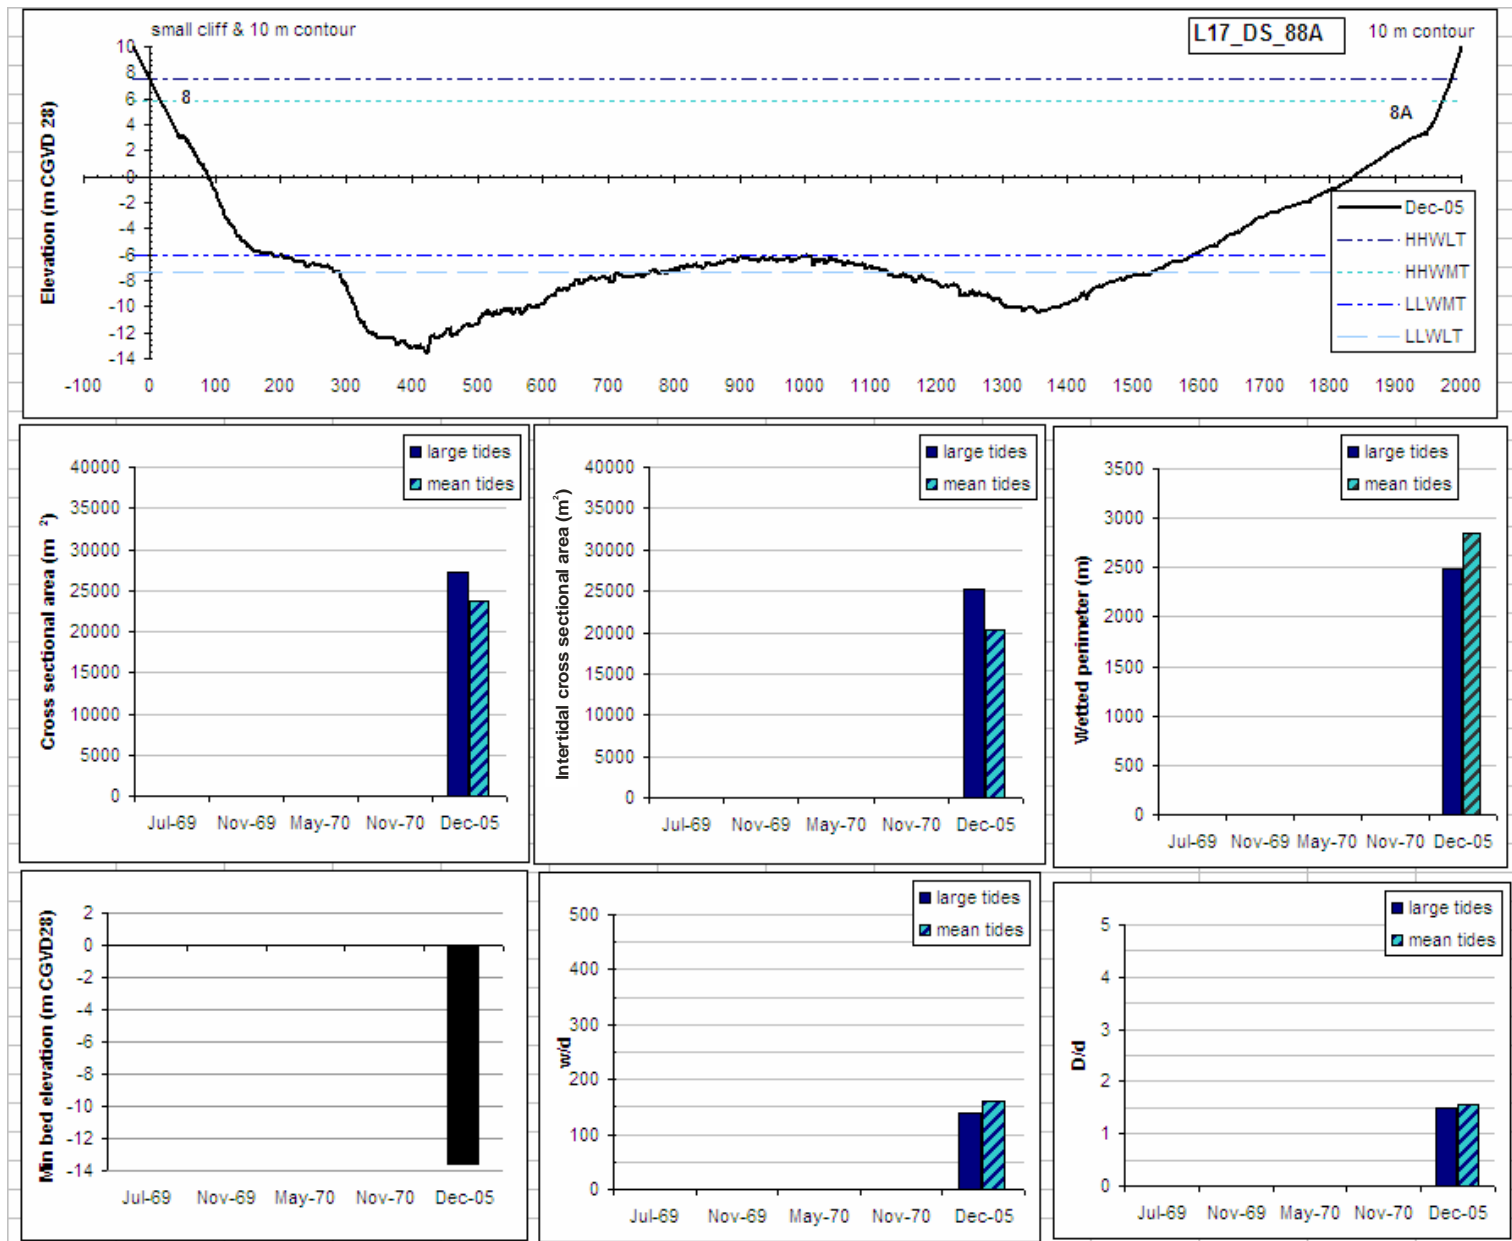 small cliff & 10 m contour
L17_DS_88A
10 m contour
Elevation (m CGVD 28)
10
8
6
4
2
0
-2
-4
-6
-8
-10
-12
-14
8
8A
-100 0 100 200 300 400 500 600 700 800 900 1000 1100 1200 1300 1400 1500 1600 1700 1800 1900 2000
Dec-05
HHWLT
HHWMT
LLWMT
LLWLT
large tides
mean tides
Cross sectional area (m ²)
40000
35000
30000
25000
20000
15000
10000
5000
0
Jul-69 Nov-69 May-70 Nov-70 Dec-05
large tides
mean tides
Intertidal cross sectional area (m²)
40000
35000
30000
25000
20000
15000
10000
5000
0
Jul-69 Nov-69 May-70 Nov-70 Dec-05
large tides
mean tides
Wetted perimeter (m)
3500
3000
2500
2000
1500
1000
500
0
Jul-69 Nov-69 May-70 Nov-70 Dec-05
Min bed elevation (m CGVD28)
2
0
-2
-4
-6
-8
-10
-12
-14
Jul-69 Nov-69 May-70 Nov-70 Dec-05
large tides
mean tides
w/d
500
400
300
200
100
0
Jul-69 Nov-69 May-70 Nov-70 Dec-05
large tides
mean tides
D/d
5
4
3
2
1
0
Jul-69 Nov-69 May-70 Nov-70 Dec-05